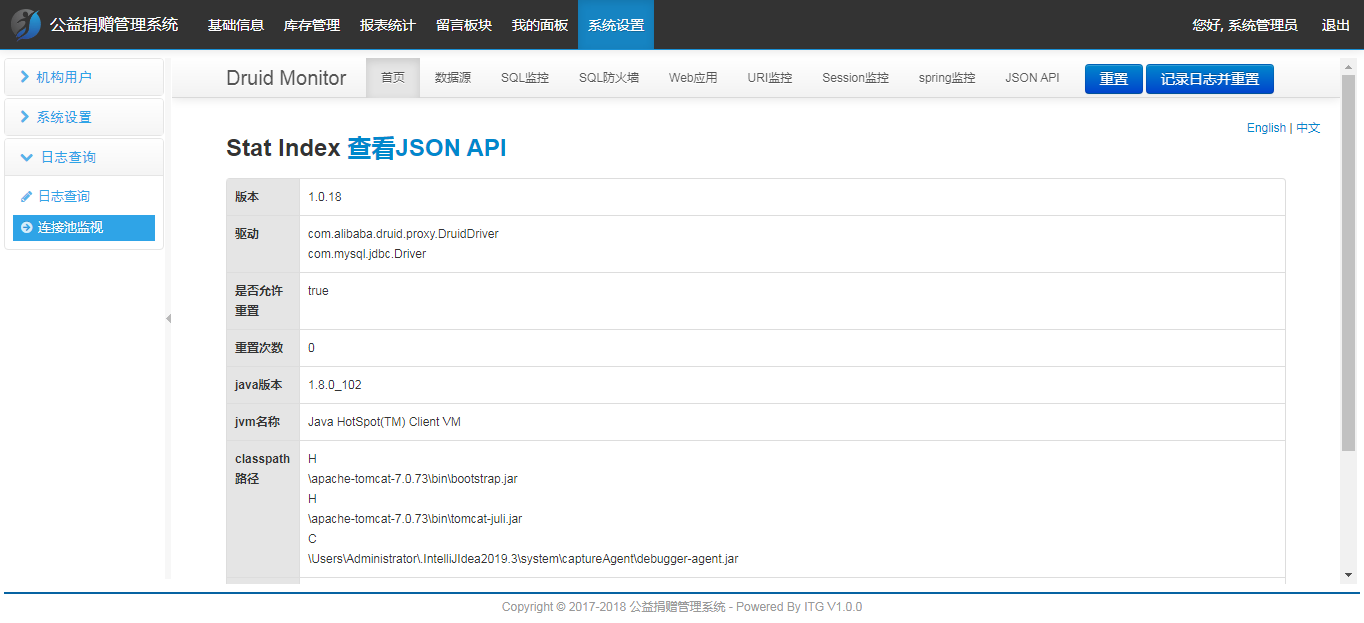 公益捐赠管理系统 基础信息 库存管理 报表统计 留言板块 我的面板 系统设置 您好, 系统管理员 退出
机构用户
系统设置
日志查询
日志查询
连接池监视
Druid Monitor 首页 数据源 SQL监控 SQL防火墙 Web应用 URI监控 Session监控 spring监控 JSON API 重置 记录日志并重置
English | 中文
Stat Index 查看JSON API
版本 1.0.18
驱动 com.alibaba.druid.proxy.DruidDriver
com.mysql.jdbc.Driver
是否允许 true
重置
重置次数 0
java版本 1.8.0_102
jvm名称 Java HotSpot(TM) Client VM
classpath H
路径 \apache-tomcat-7.0.73\bin\bootstrap.jar
H
\apache-tomcat-7.0.73\bin\tomcat-juli.jar
C
\Users\Administrator\.IntelliJIdea2019.3\system\captureAgent\debugger-agent.jar
Copyright © 2017-2018 公益捐赠管理系统 - Powered By ITG V1.0.0